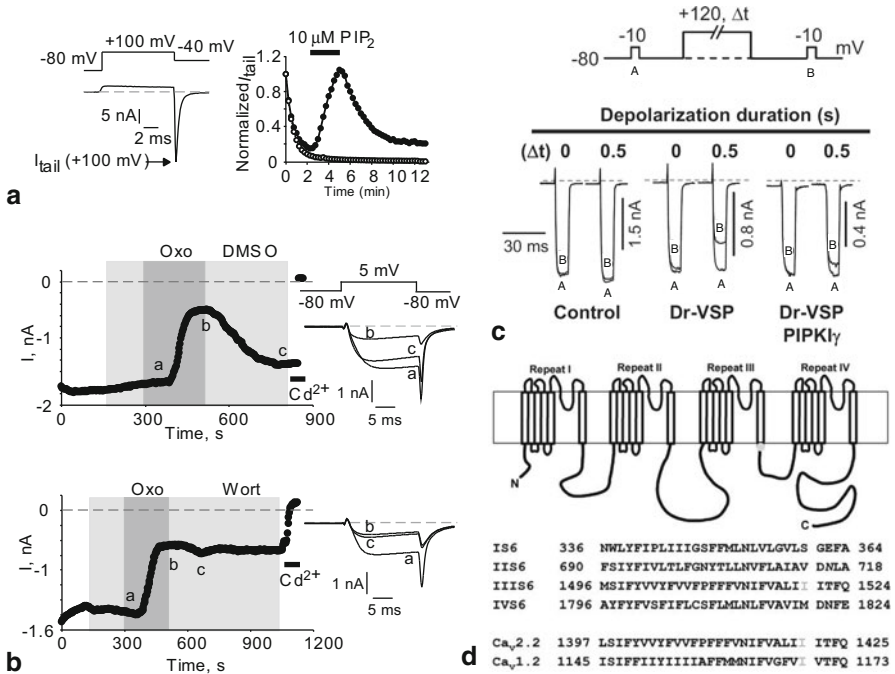 +100 mV
-40 mV
-80 mV
5 nA
2 ms
I_tail (+100 mV)
a
10 μM PIP₂
Normalized I_tail
1.2
0.8
0.4
0
0 2 4 6 8 10 12
Time (min)
+120, Δt
-10
-10
-80
mV
A
B
Depolarization duration (s)
(Δt) 0 0.5 0 0.5 0 0.5
B
A
B
A
B
A
B
A
B
A
B
A
30 ms
1.5 nA
0.8 nA
0.4 nA
Control
Dr-VSP
Dr-VSP
PIPKIγ
c
Oxo
DMSO
0
-1
-2
I, nA
a
b
c
Cd²⁺
0 300 600 900
Time, s
5 mV
-80 mV
-80 mV
b
c
a
1 nA
5 ms
Oxo
Wort
0
-1
-1.6
I, nA
a
b
c
Cd²⁺
0 300 600 900 1200
Time, s
b
c
a
1 nA
5 ms
b
Repeat I
Repeat II
Repeat III
Repeat IV
N
C
IS6 336 NWLYFIPLIIIGSFFMLNLVLGVLS GEFA 364
IIS6 690 FSIYFIVLTLFGNYTLLNVFLAIAV DNLA 718
IIIS6 1496 MSIFYVVYFVVFPFFFVNIFVALII ITFQ 1524
IVS6 1796 AYFYFVSFIFLCSFLMLNLFVAVIM DNFE 1824
Caᵥ2.2 1397 LSIFYVVYFVVFPFFFVNIFVALII ITFQ 1425
Caᵥ1.2 1145 ISIFFIIYIIIIAFFMMNIFVGFVI VTFQ 1173
d